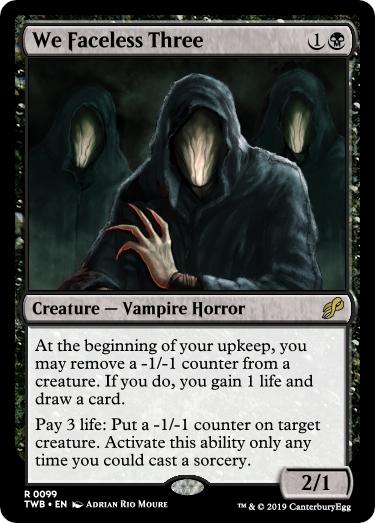 We Faceless Three 1
Creature — Vampire Horror
At the beginning of your upkeep, you
may remove a -1/-1 counter from a
creature. If you do, you gain 1 life and
draw a card.
Pay 3 life: Put a -1/-1 counter on target
creature. Activate this ability only any
time you could cast a sorcery.
2/1
R 0099
TWB • EN Adrian Rio Moure
™ & © 2019 CanterburyEgg